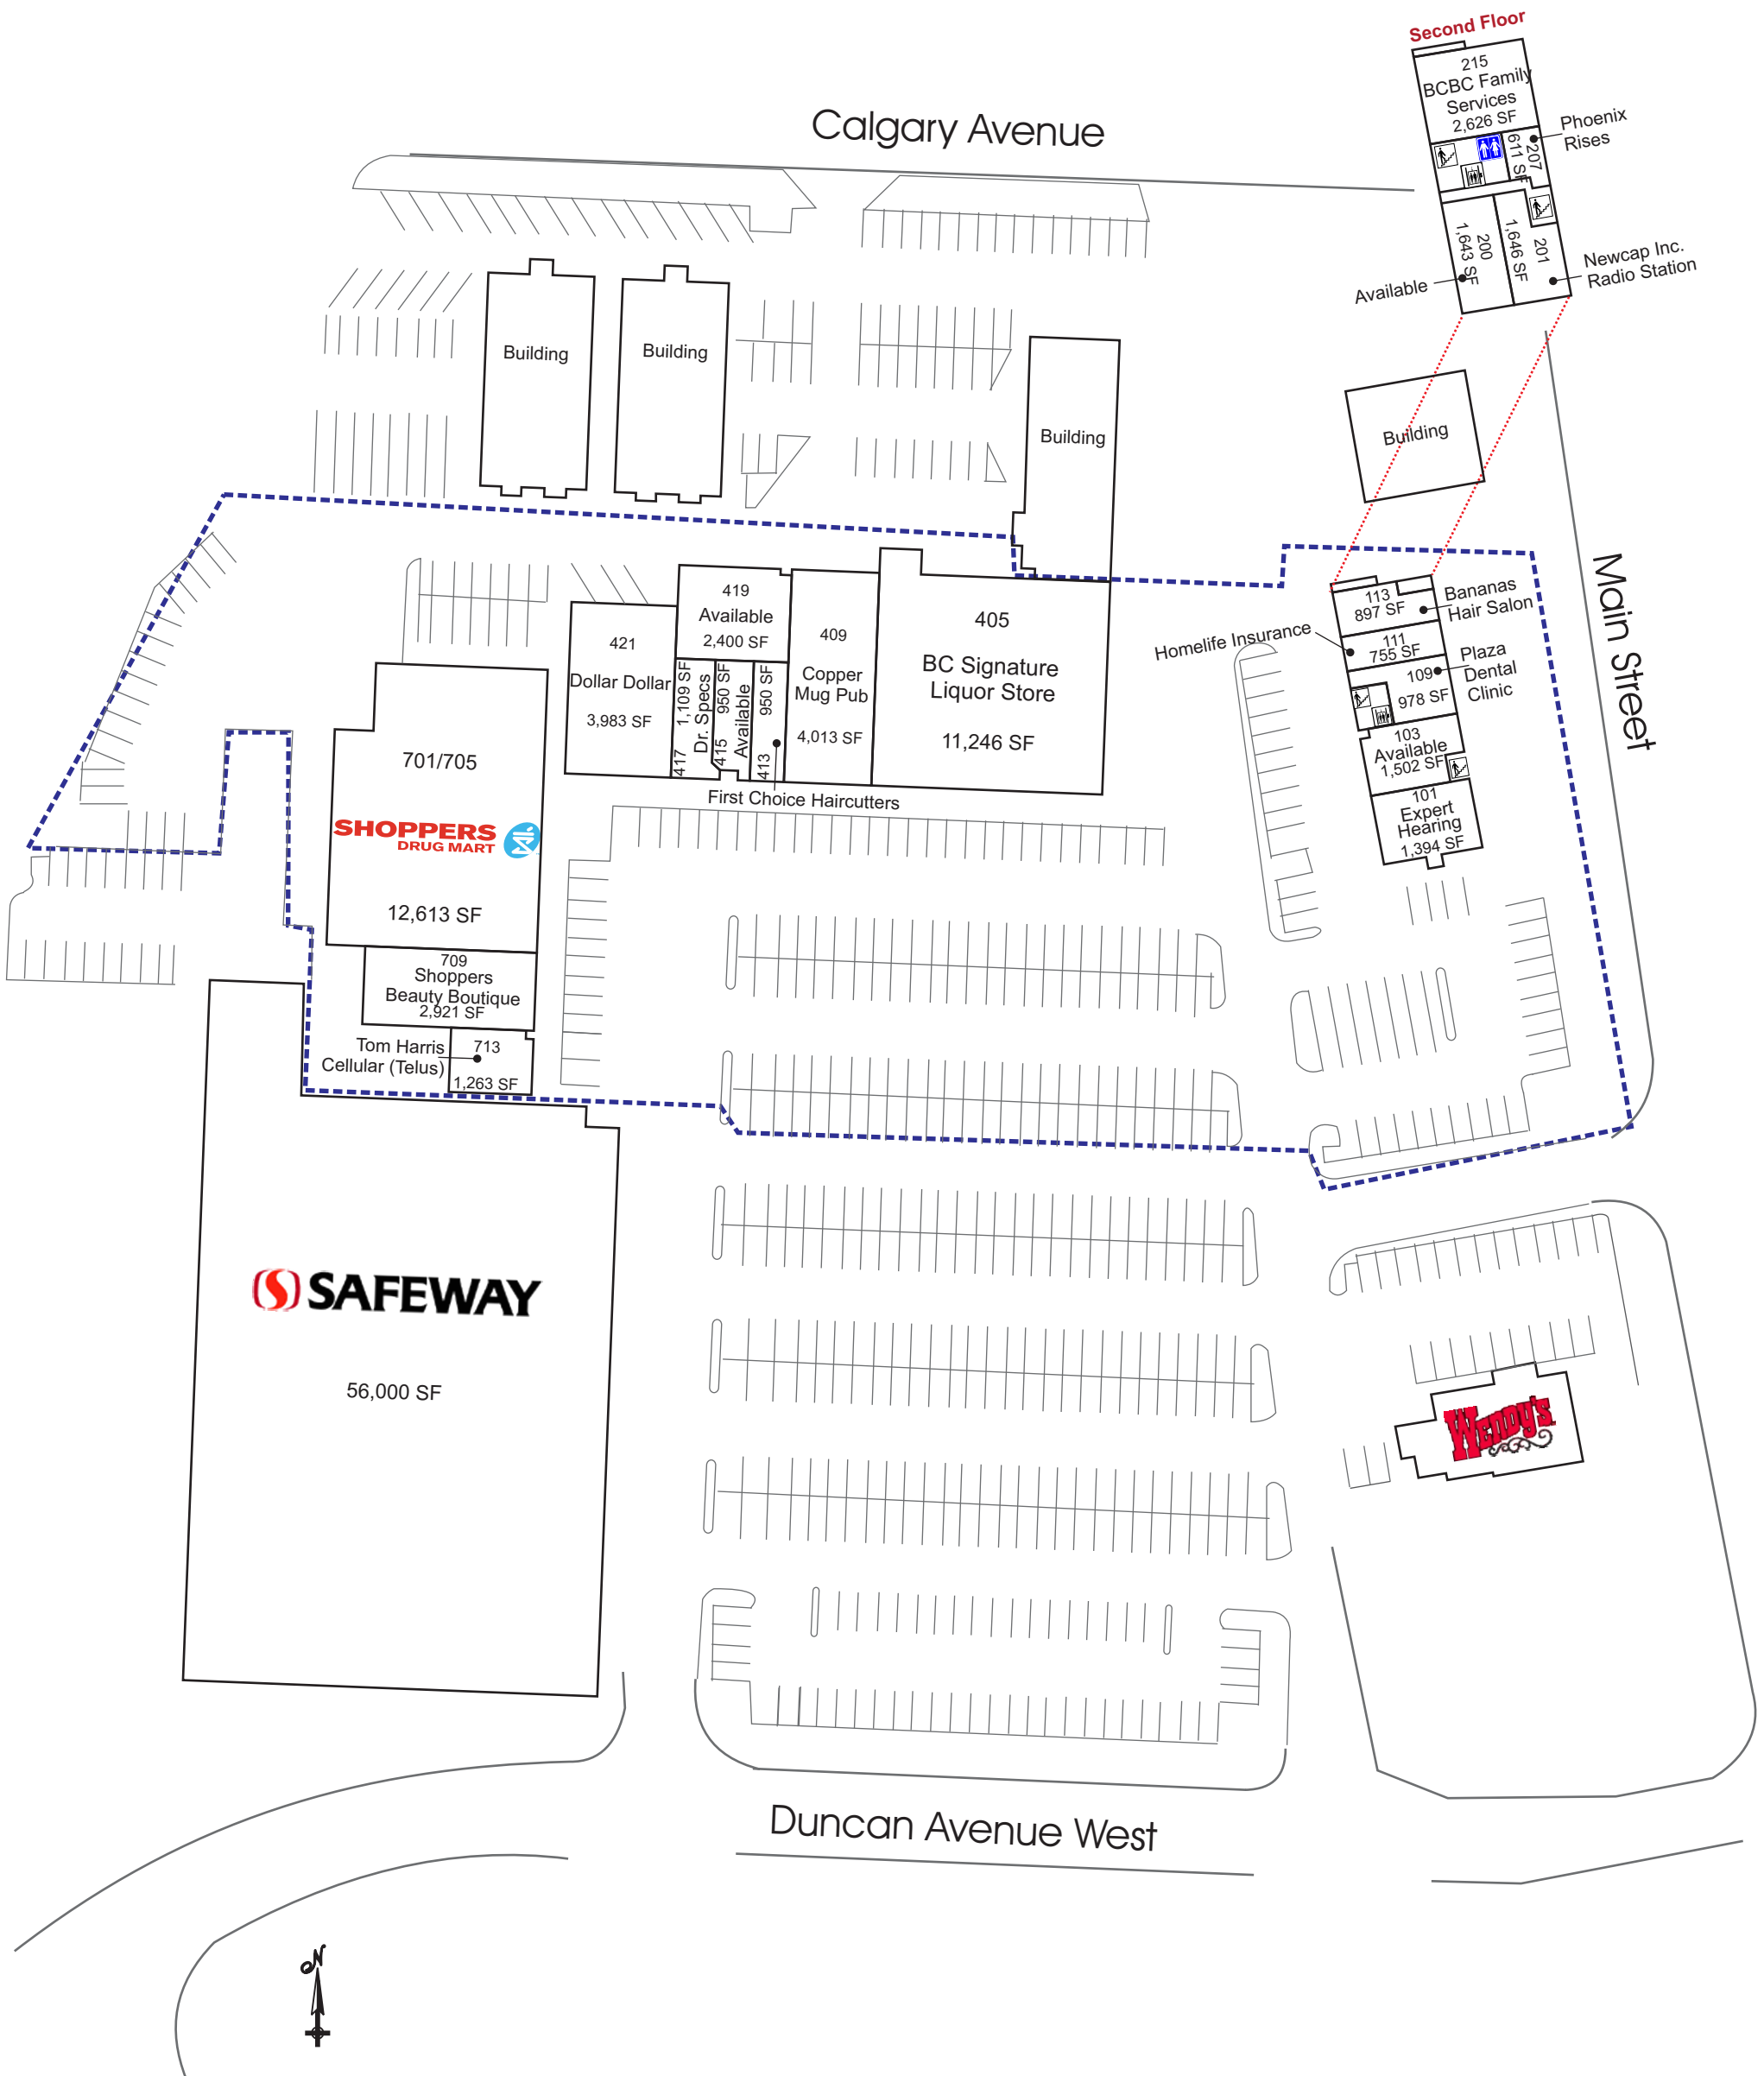 Second Floor
215
BCBC Family
Services
2,626 SF
207
611 SF
Phoenix
Rises
200
1,643 SF
Available
201
1,646 SF
Newcap Inc.
Radio Station
Calgary Avenue
Building
Building
Building
Building
Main Street
113
897 SF
Bananas
Hair Salon
Homelife Insurance
111
755 SF
109
978 SF
Plaza
Dental
Clinic
103
Available
1,502 SF
101
Expert
Hearing
1,394 SF
421
Dollar Dollar
3,983 SF
419
Available
2,400 SF
417 1,109 SF
Dr. Specs
415 950 SF
Available
413 950 SF
First Choice Haircutters
409
Copper
Mug Pub
4,013 SF
405
BC Signature
Liquor Store
11,246 SF
701/705
SHOPPERS
DRUG MART
12,613 SF
709
Shoppers
Beauty Boutique
2,921 SF
Tom Harris
Cellular (Telus)
713
1,263 SF
SAFEWAY
56,000 SF
Wendy's
Duncan Avenue West
N